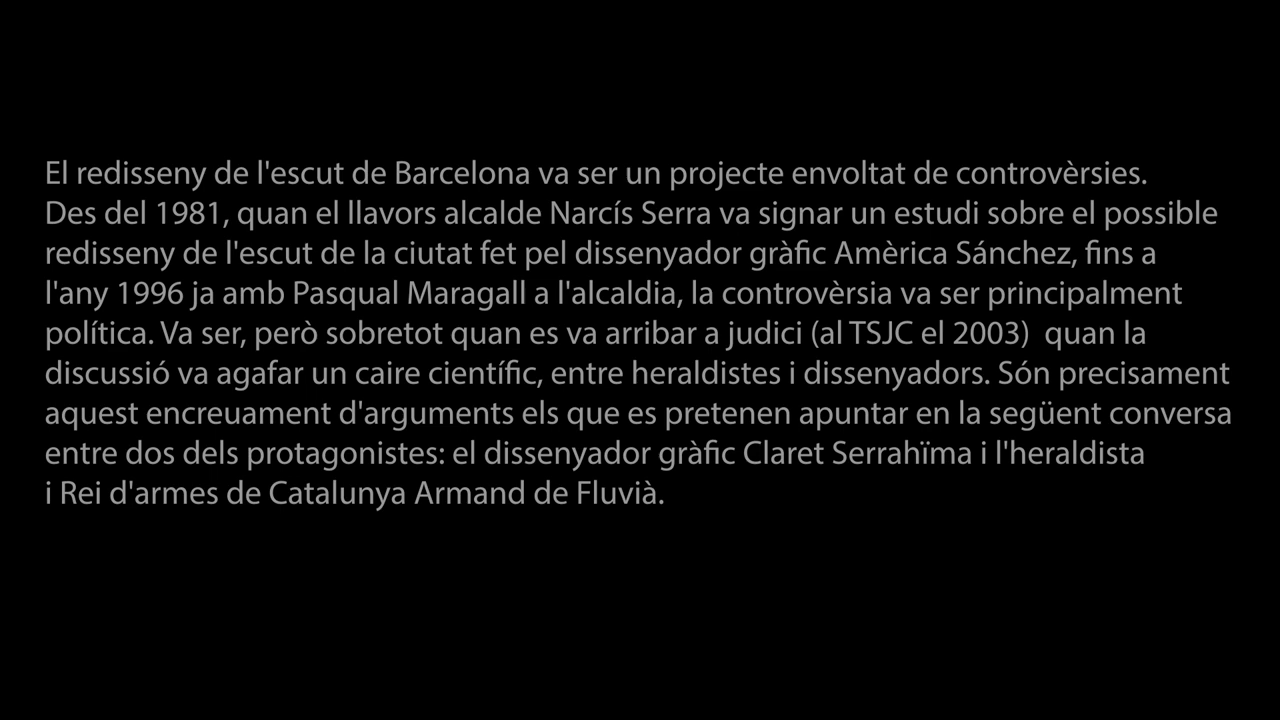 El redisseny de l'escut de Barcelona va ser un projecte envoltat de controvèrsies.
Des del 1981, quan el llavors alcalde Narcís Serra va signar un estudi sobre el possible
redisseny de l'escut de la ciutat fet pel dissenyador gràfic Amèrica Sánchez, fins a
l'any 1996 ja amb Pasqual Maragall a l'alcaldia, la controvèrsia va ser principalment
política. Va ser, però sobretot quan es va arribar a judici (al TSJC el 2003)  quan la
discussió va agafar un caire científic, entre heraldistes i dissenyadors. Són precisament
aquest encreuament d'arguments els que es pretenen apuntar en la següent conversa
entre dos dels protagonistes: el dissenyador gràfic Claret Serrahïma i l'heraldista
i Rei d'armes de Catalunya Armand de Fluvià.